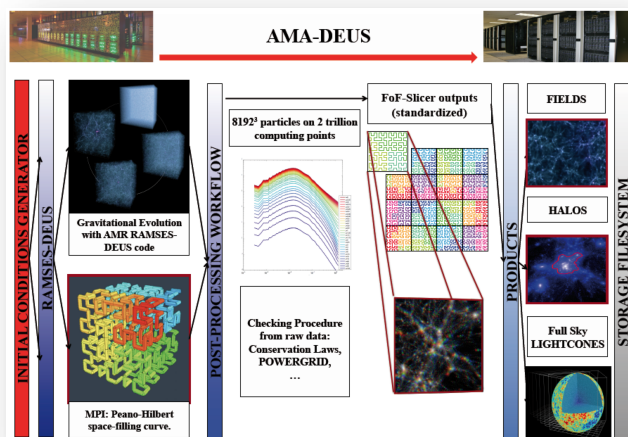 AMA-DEUS
INITIAL CONDITIONS GENERATOR
RAMSES-DEUS
Gravitational Evolution
with AMR RAMSES-
DEUS code
MPI: Peano-Hilbert
space-filling curve.
POST-PROCESSING WORKFLOW
8192³ particles on 2 trillion
computing points
Checking Procedure
from raw data:
Conservation Laws,
POWERGRID,
…
FoF-Slicer outputs
(standardized)
PRODUCTS
FIELDS
HALOS
Full Sky
LIGHTCONES
STORAGE FILESYSTEM